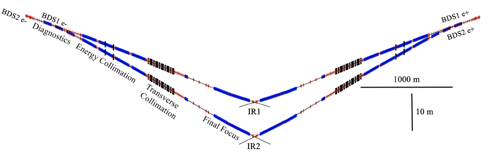 BDS2 e-
BDS1 e-
Diagnostics
Energy Collimation
Transverse
Collimation
Final Focus
IR1
IR2
BDS1 e+
BDS2 e+
1000 m
10 m